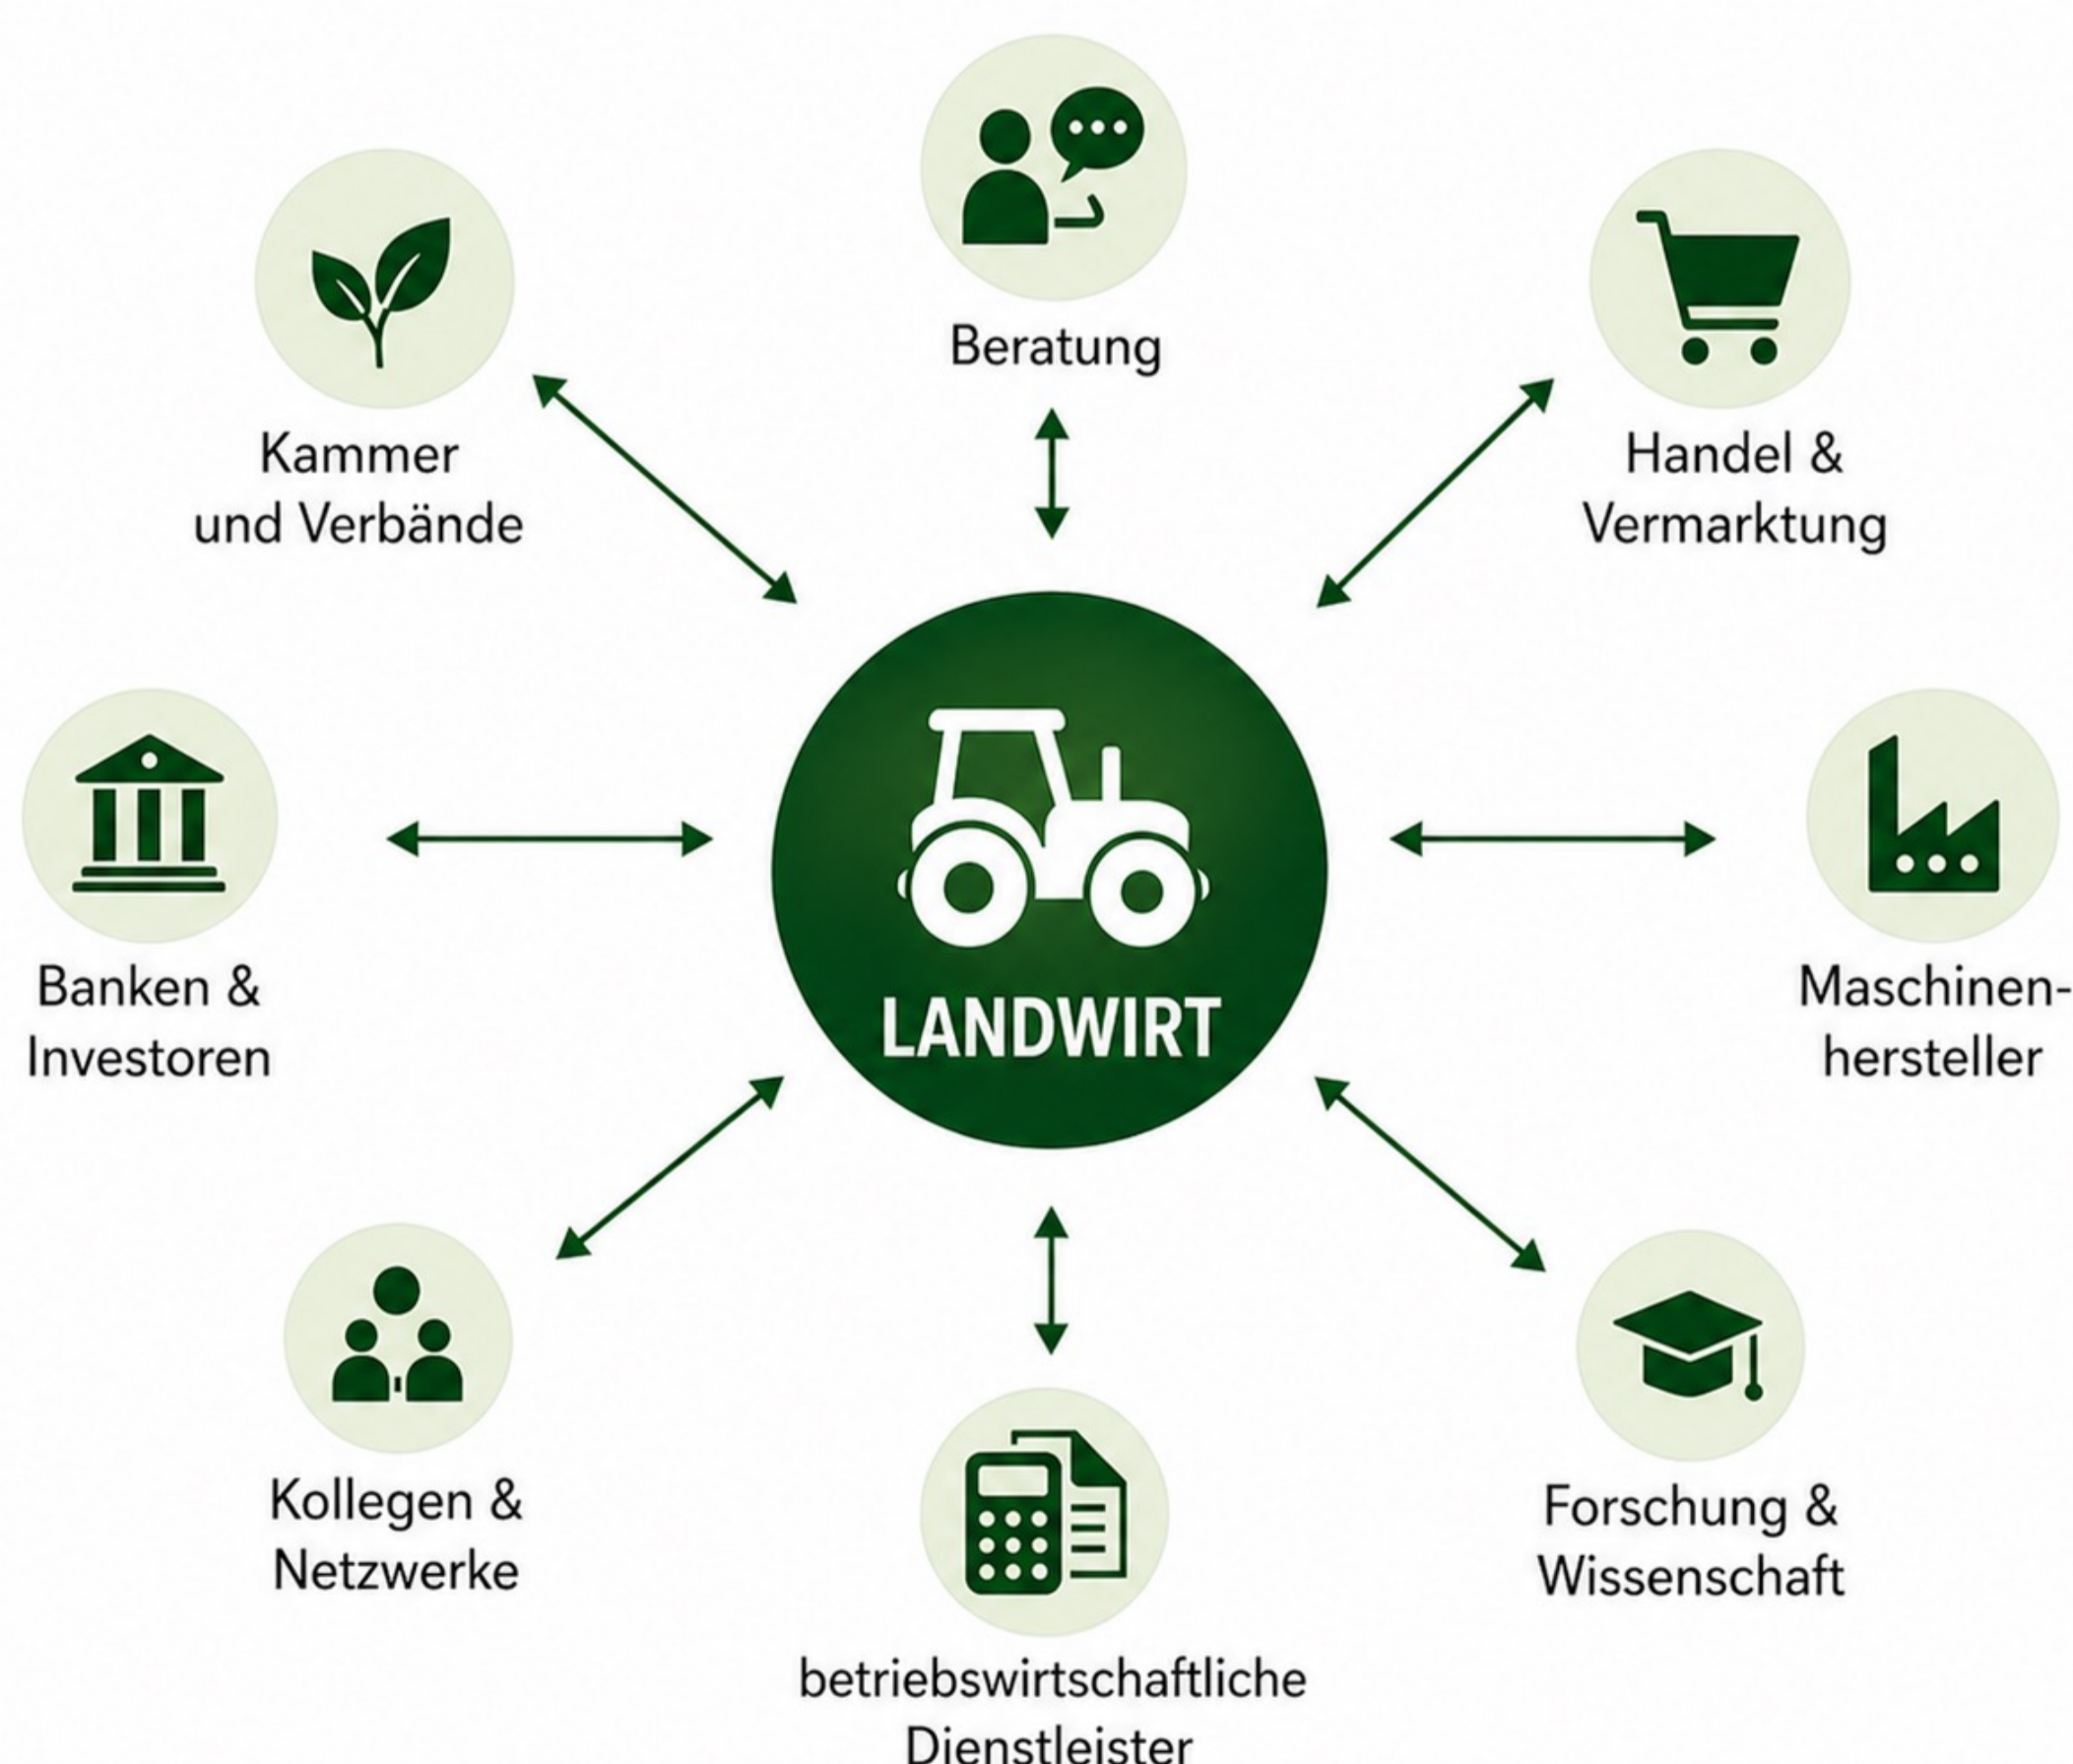 Beratung
Kammer
und Verbände
Handel &
Vermarktung
LANDWIRT
Banken &
Investoren
Maschinen-
hersteller
Kollegen &
Netzwerke
Forschung &
Wissenschaft
betriebswirtschaftliche
Dienstleister